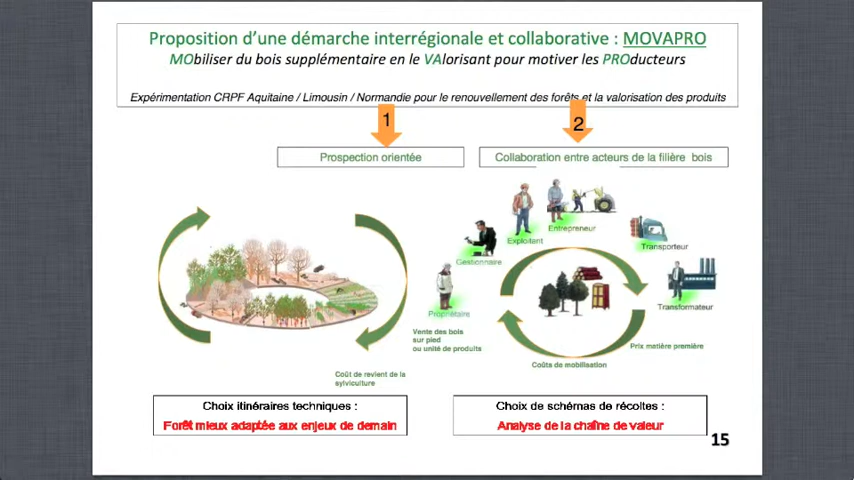 Proposition d'une démarche interrégionale et collaborative : MOVAPRO
MObiliser du bois supplémentaire en le VAlorisant pour motiver les PROducteurs
Expérimentation CRPF Aquitaine / Limousin / Normandie pour le renouvellement des forêts et la valorisation des produits
1
2
Prospection orientée
Collaboration entre acteurs de la filière bois
Entrepreneur
Exploitant
Transporteur
Gestionnaire
Transformateur
Propriétaire
Vente des bois
sur pied
ou unité de produits
Prix matière première
Coûts de mobilisation
Coût de revient de la
sylviculture
Choix itinéraires techniques :
Forêt mieux adaptée aux enjeux de demain
Choix de schémas de récoltes :
Analyse de la chaîne de valeur
15